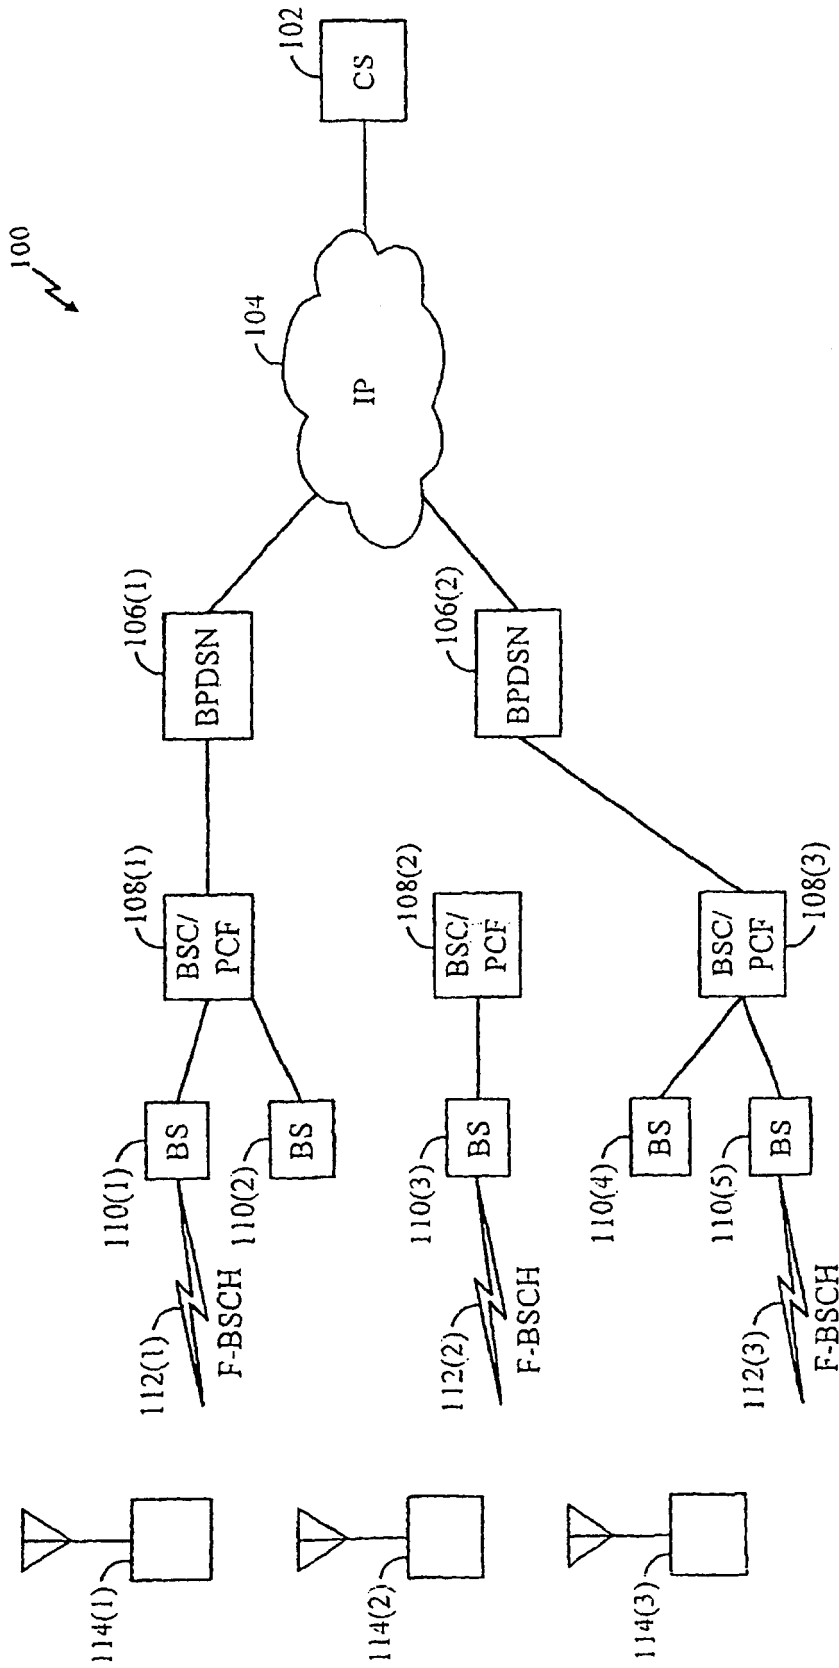 100
102
CS
104
IP
106(1)
BPDSN
106(2)
BPDSN
108(1)
BSC/
PCF
108(2)
BSC/
PCF
BSC/
PCF
108(3)
110(1)
BS
110(2)
BS
110(3)
BS
110(4)
BS
110(5)
BS
112(1)
F-BSCH
112(2)
F-BSCH
112(3)
F-BSCH
114(1)
114(2)
114(3)